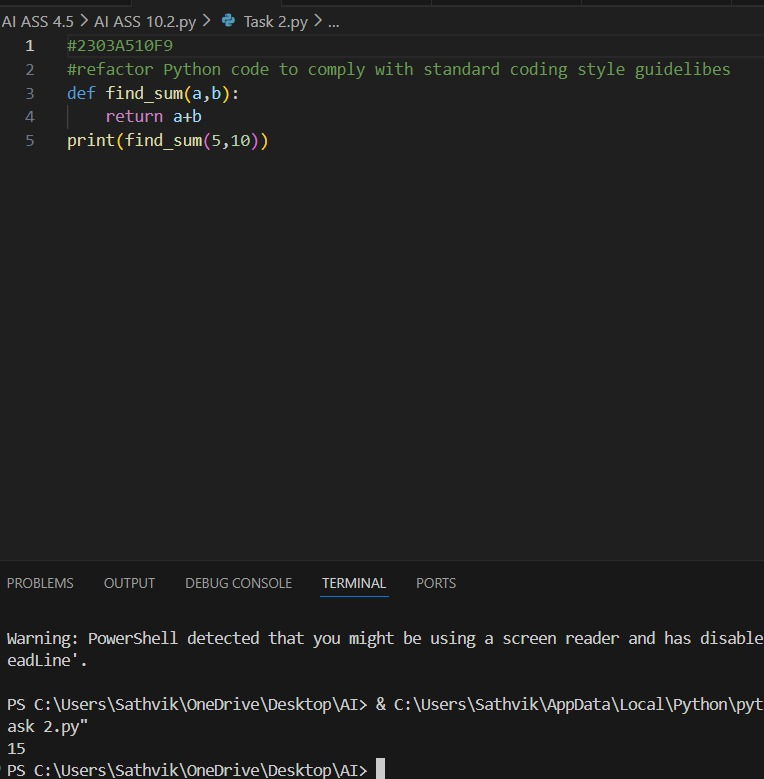 AI ASS 4.5 > AI ASS 10.2.py > Task 2.py > ...
1 #2303A510F9
2 #refactor Python code to comply with standard coding style guidelibes
3 def find_sum(a,b):
4     return a+b
5 print(find_sum(5,10))
PROBLEMS OUTPUT DEBUG CONSOLE TERMINAL PORTS
Warning: PowerShell detected that you might be using a screen reader and has disable
eadLine'.
PS C:\Users\Sathvik\OneDrive\Desktop\AI> & C:\Users\Sathvik\AppData\Local\Python\pyt
ask 2.py"
15
PS C:\Users\Sathvik\OneDrive\Desktop\AI>